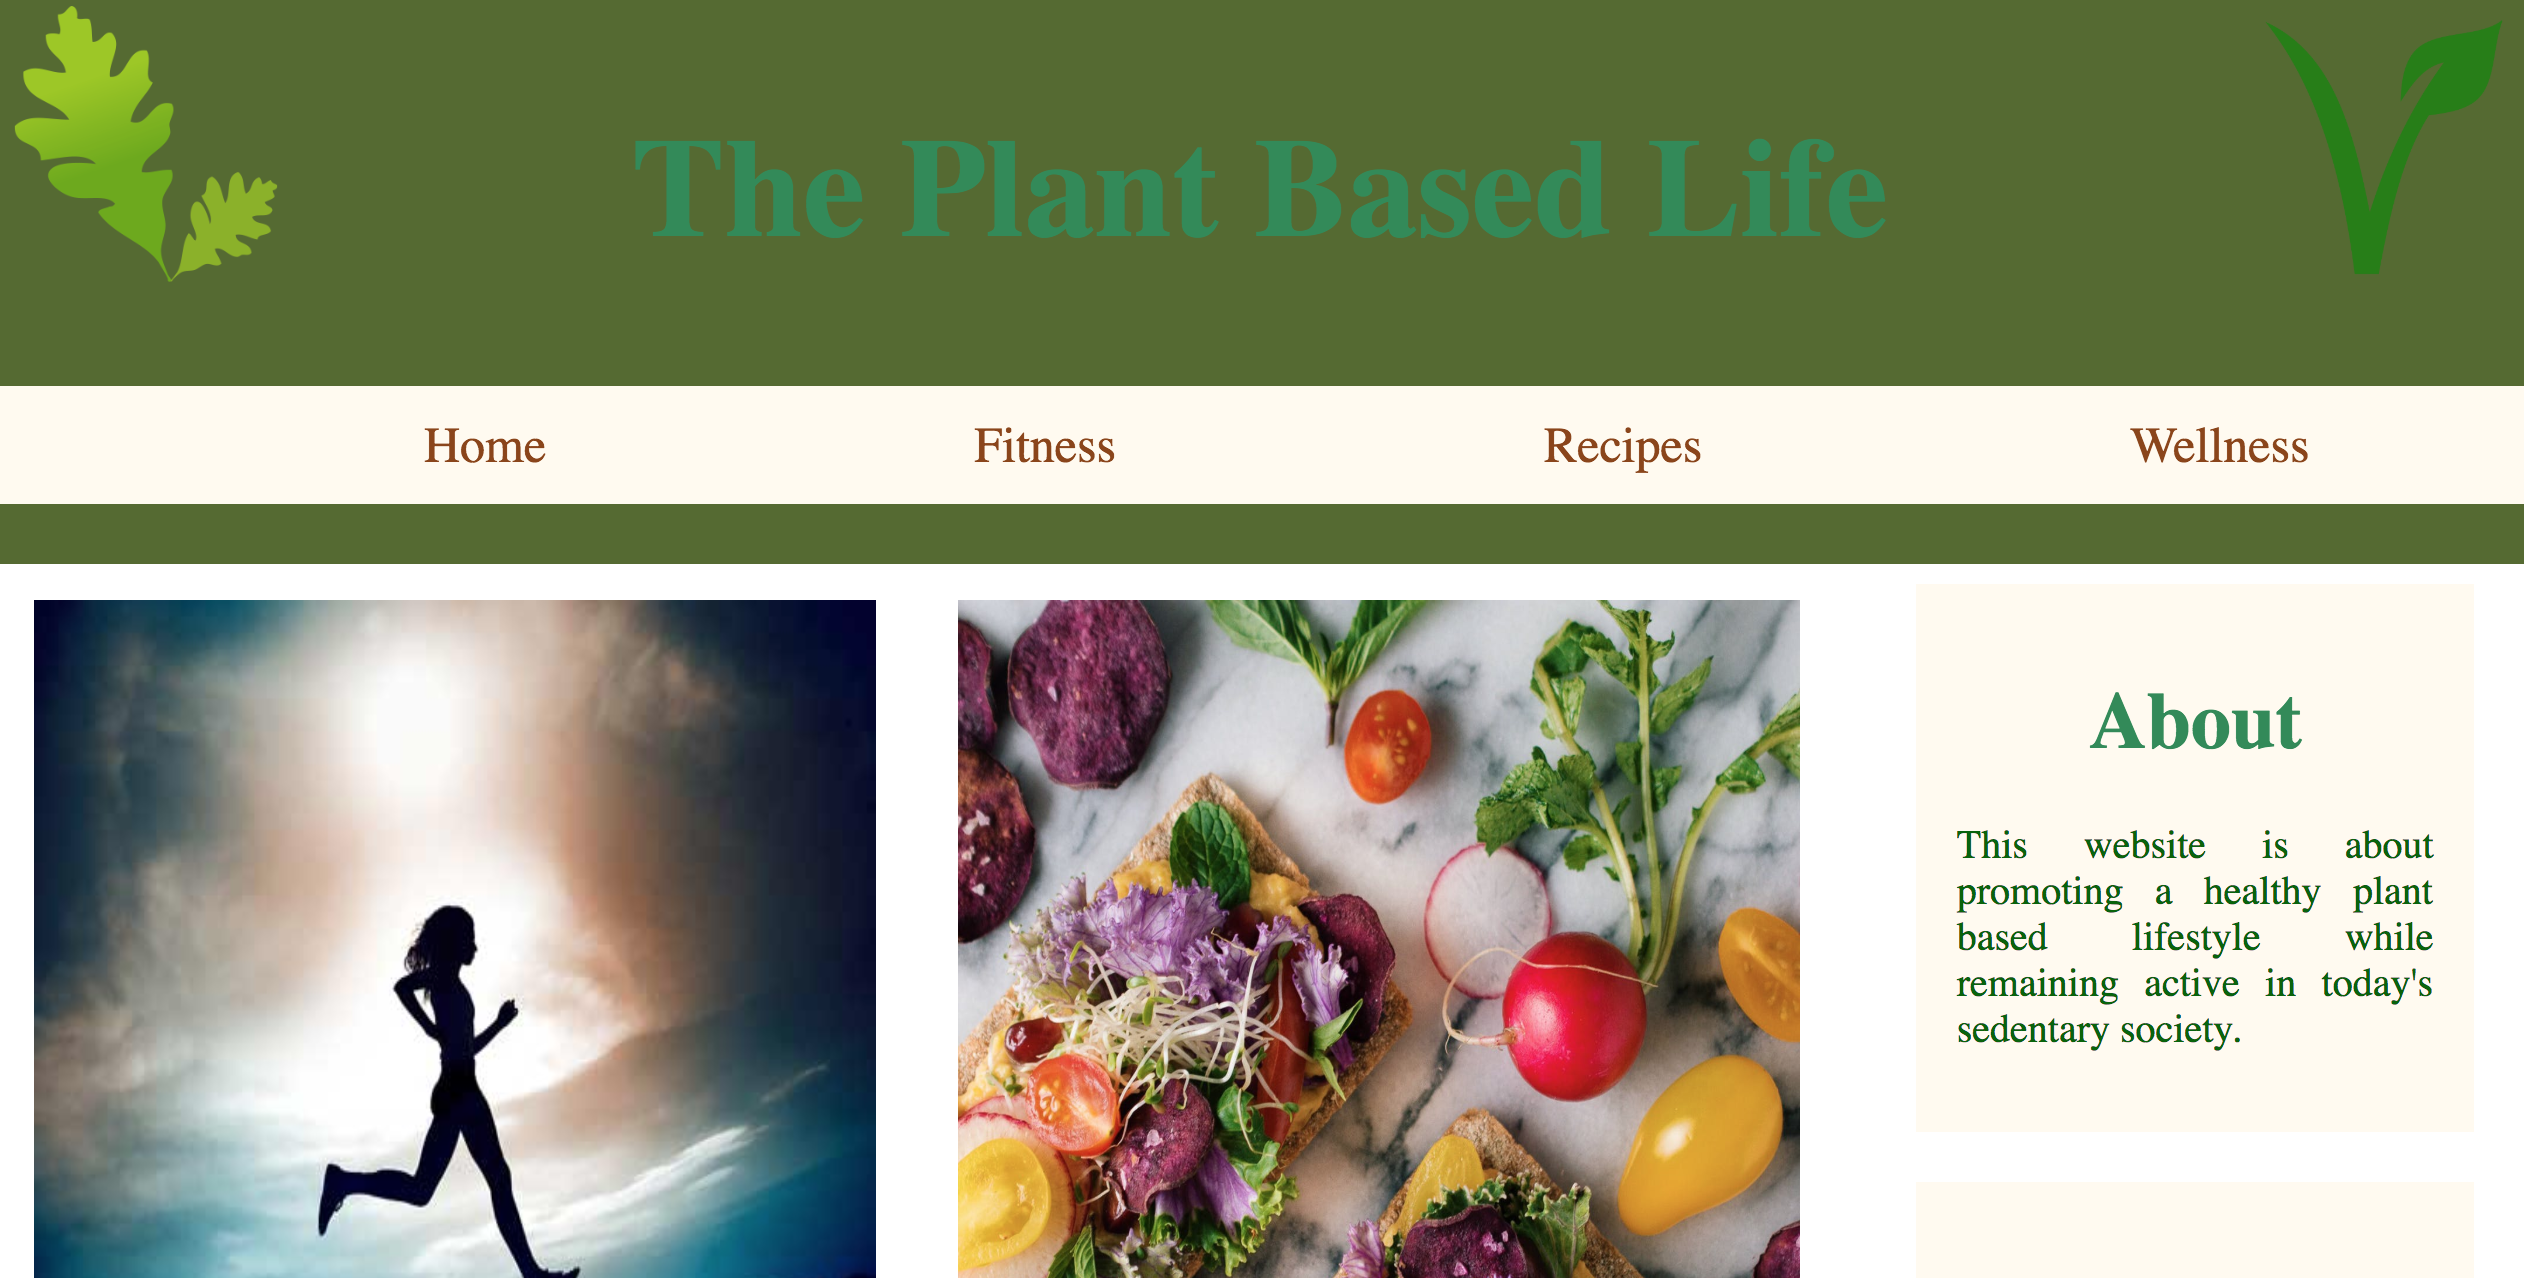 The Plant Based Life
Home Fitness Recipes Wellness
About
This website is about
promoting a healthy plant
based lifestyle while
remaining active in today's
sedentary society.